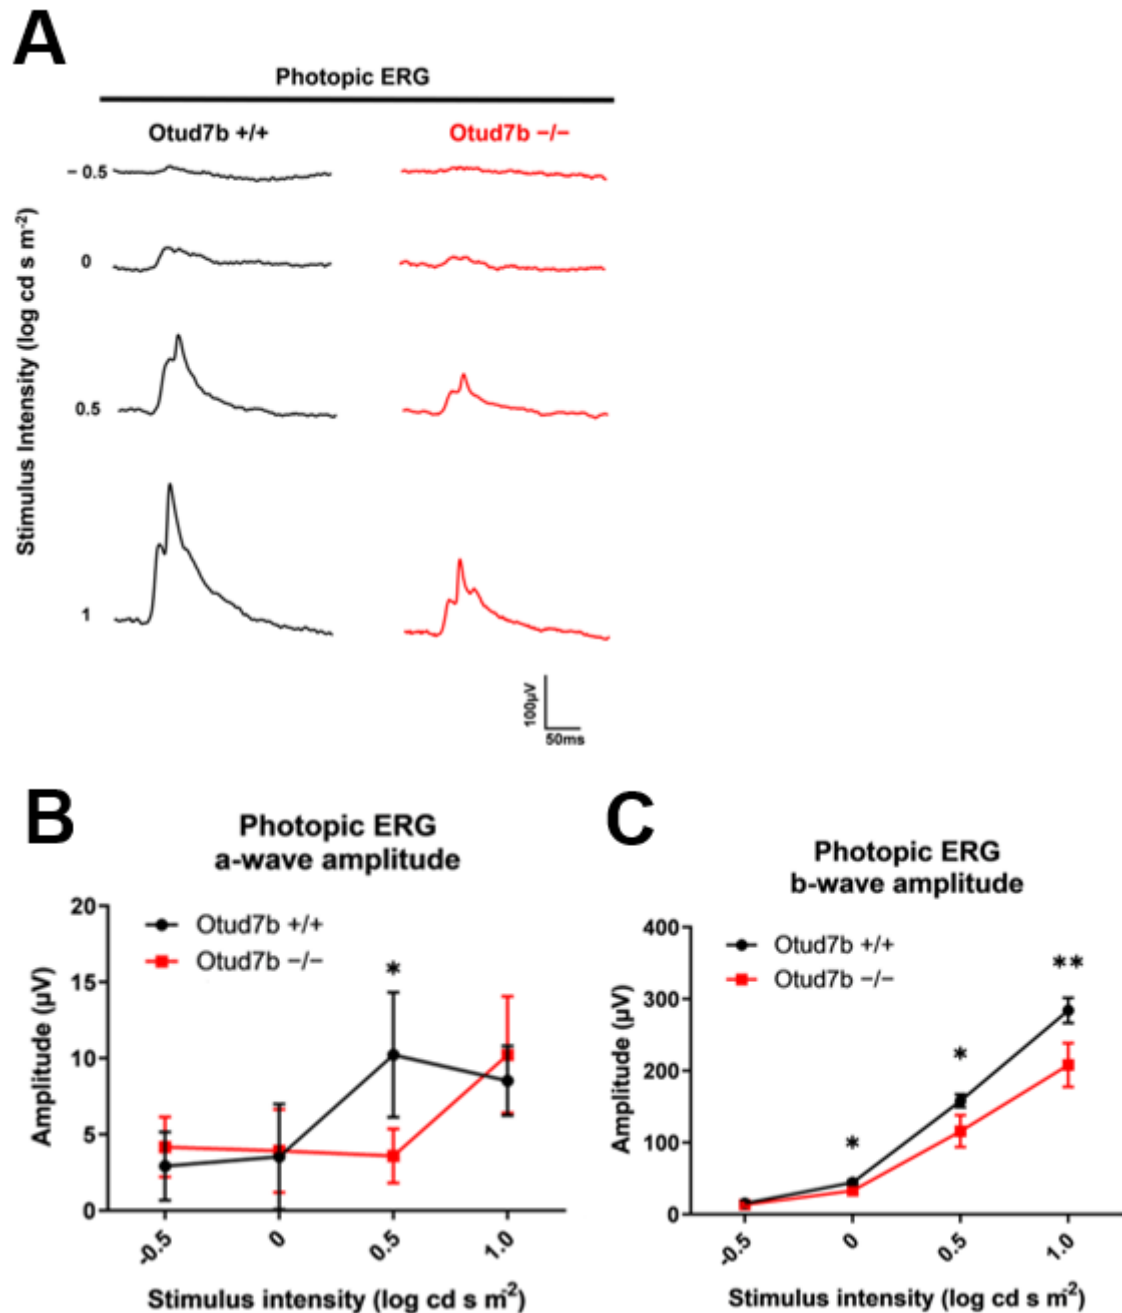 A
Photopic ERG
Otud7b +/+ Otud7b −/−
Stimulus Intensity (log cd s m-2)
− 0.5
0
0.5
1
100µV
50ms
B
Photopic ERG
a-wave amplitude
Otud7b +/+
Otud7b −/−
Amplitude (µV)
20
15
10
5
0
*
-0.5 0 0.5 1.0
Stimulus intensity (log cd s m-2)
C
Photopic ERG
b-wave amplitude
Otud7b +/+
Otud7b −/−
Amplitude (µV)
400
300
200
100
0
* * **
-0.5 0 0.5 1.0
Stimulus intensity (log cd s m-2)